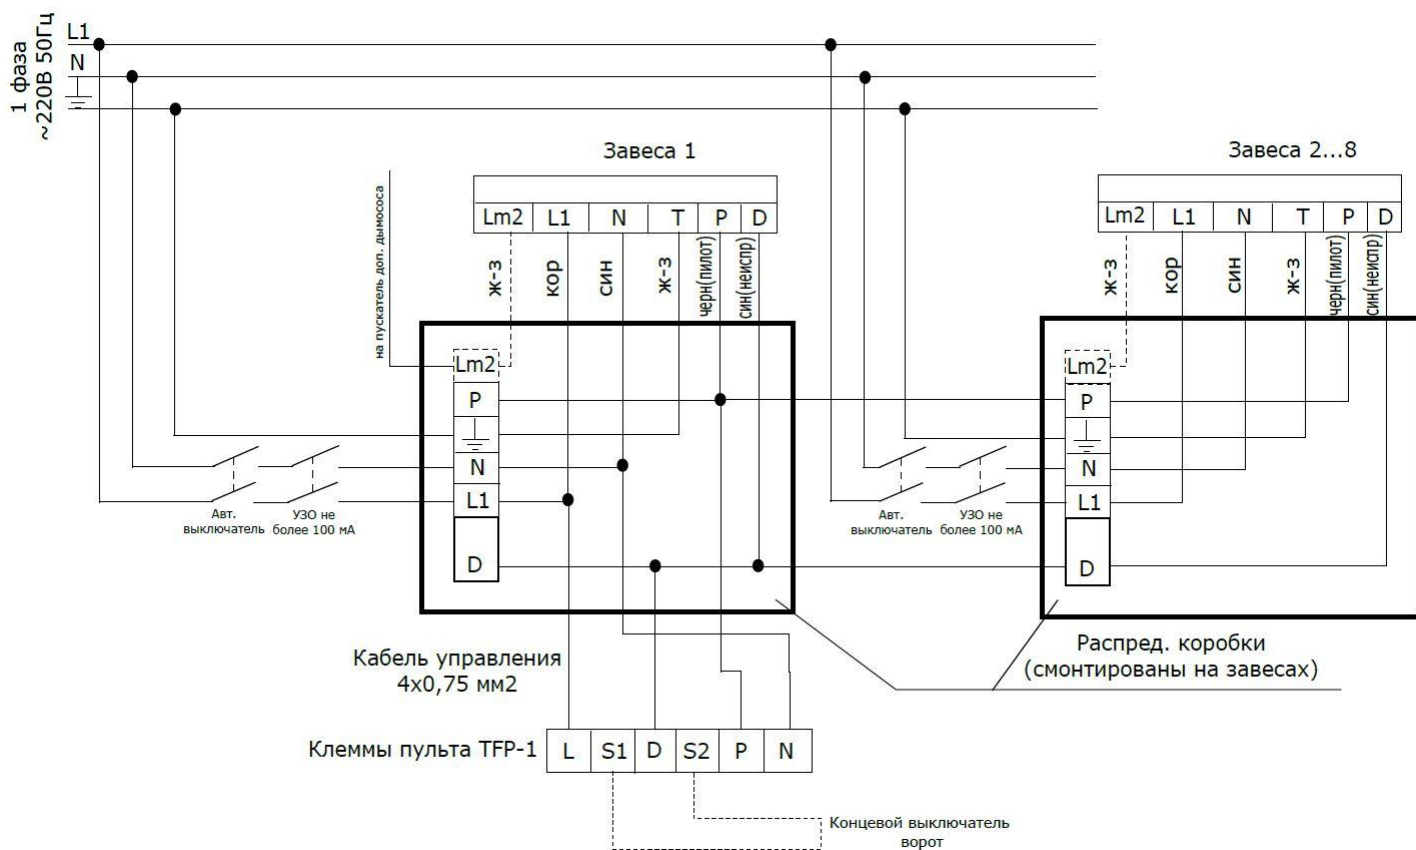 1 фаза
~220В 50Гц
L1
N
Завеса 1
Завеса 2...8
Lm2 L1 N T P D
Lm2 L1 N T P D
на пускатель доп. дымососа
ж-з
кор
син
ж-з
черн(пилот)
син(неиспр)
ж-з
кор
син
ж-з
черн(пилот)
син(неиспр)
Lm2
P
N
L1
D
Lm2
P
N
L1
D
Авт.
выключатель
УЗО не
более 100 мА
Авт.
выключатель
УЗО не
более 100 мА
Кабель управления
4х0,75 мм2
Распред. коробки
(смонтированы на завесах)
Клеммы пульта TFP-1
L S1 D S2 P N
Концевой выключатель
ворот